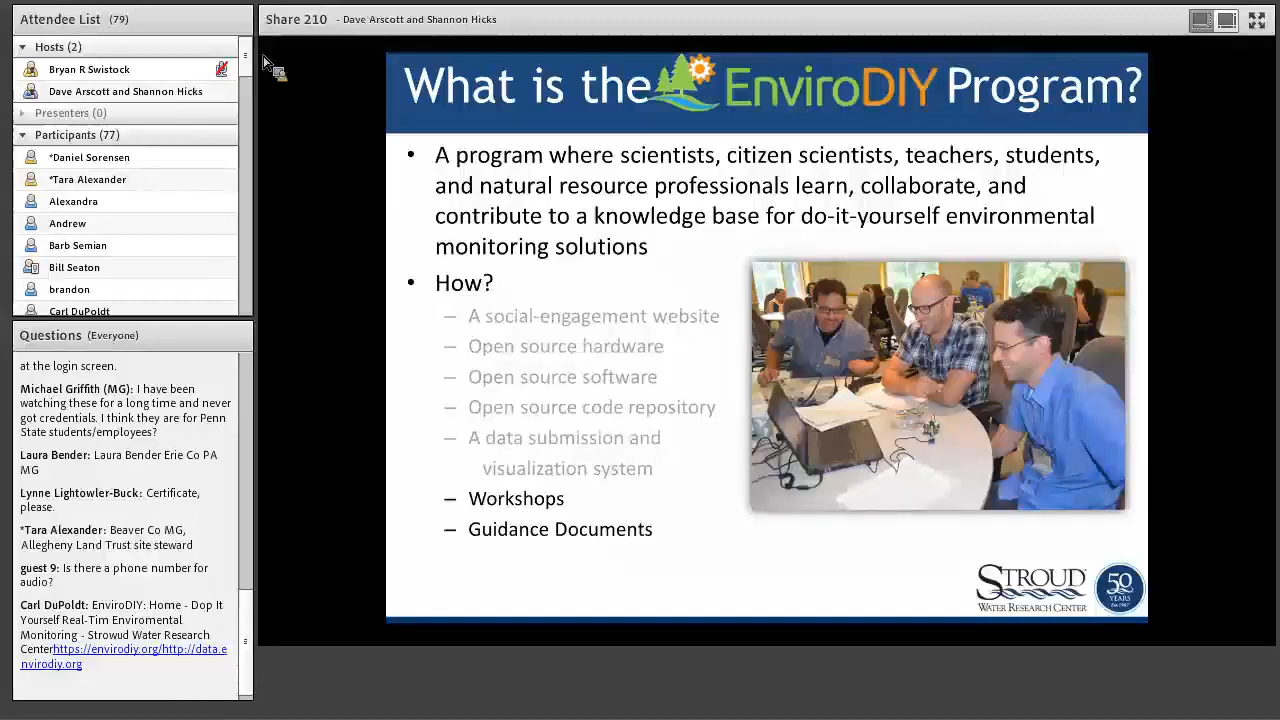 Attendee List (79)
Hosts (2)
Bryan R Swistock
Dave Arscott and Shannon Hicks
Presenters (0)
Participants (77)
*Daniel Sorensen
*Tara Alexander
Alexandra
Andrew
Barb Semian
Bill Seaton
brandon
Carl DuPoldt
Questions (Everyone)
at the login screen.
Michael Griffith (MG): I have been
watching these for a long time and never
got credentials. I think they are for Penn
State students/employees?
Laura Bender: Laura Bender Erie Co PA
MG
Lynne Lightowler-Buck: Certificate,
please.
*Tara Alexander: Beaver Co MG,
Allegheny Land Trust site steward
guest 9: Is there a phone number for
audio?
Carl DuPoldt: EnviroDIY: Home - Dop It
Yourself Real-Tim Enviromental
Monitoring - Strowud Water Research
Centerhttps://envirodiy.org/http://data.e
nvirodiy.org
Share 210 - Dave Arscott and Shannon Hicks
What is the EnviroDIY Program?
• A program where scientists, citizen scientists, teachers, students,
and natural resource professionals learn, collaborate, and
contribute to a knowledge base for do-it-yourself environmental
monitoring solutions
• How?
– A social-engagement website
– Open source hardware
– Open source software
– Open source code repository
– A data submission and
visualization system
– Workshops
– Guidance Documents
STROUD
WATER RESEARCH CENTER
50
YEARS
Est. 1967